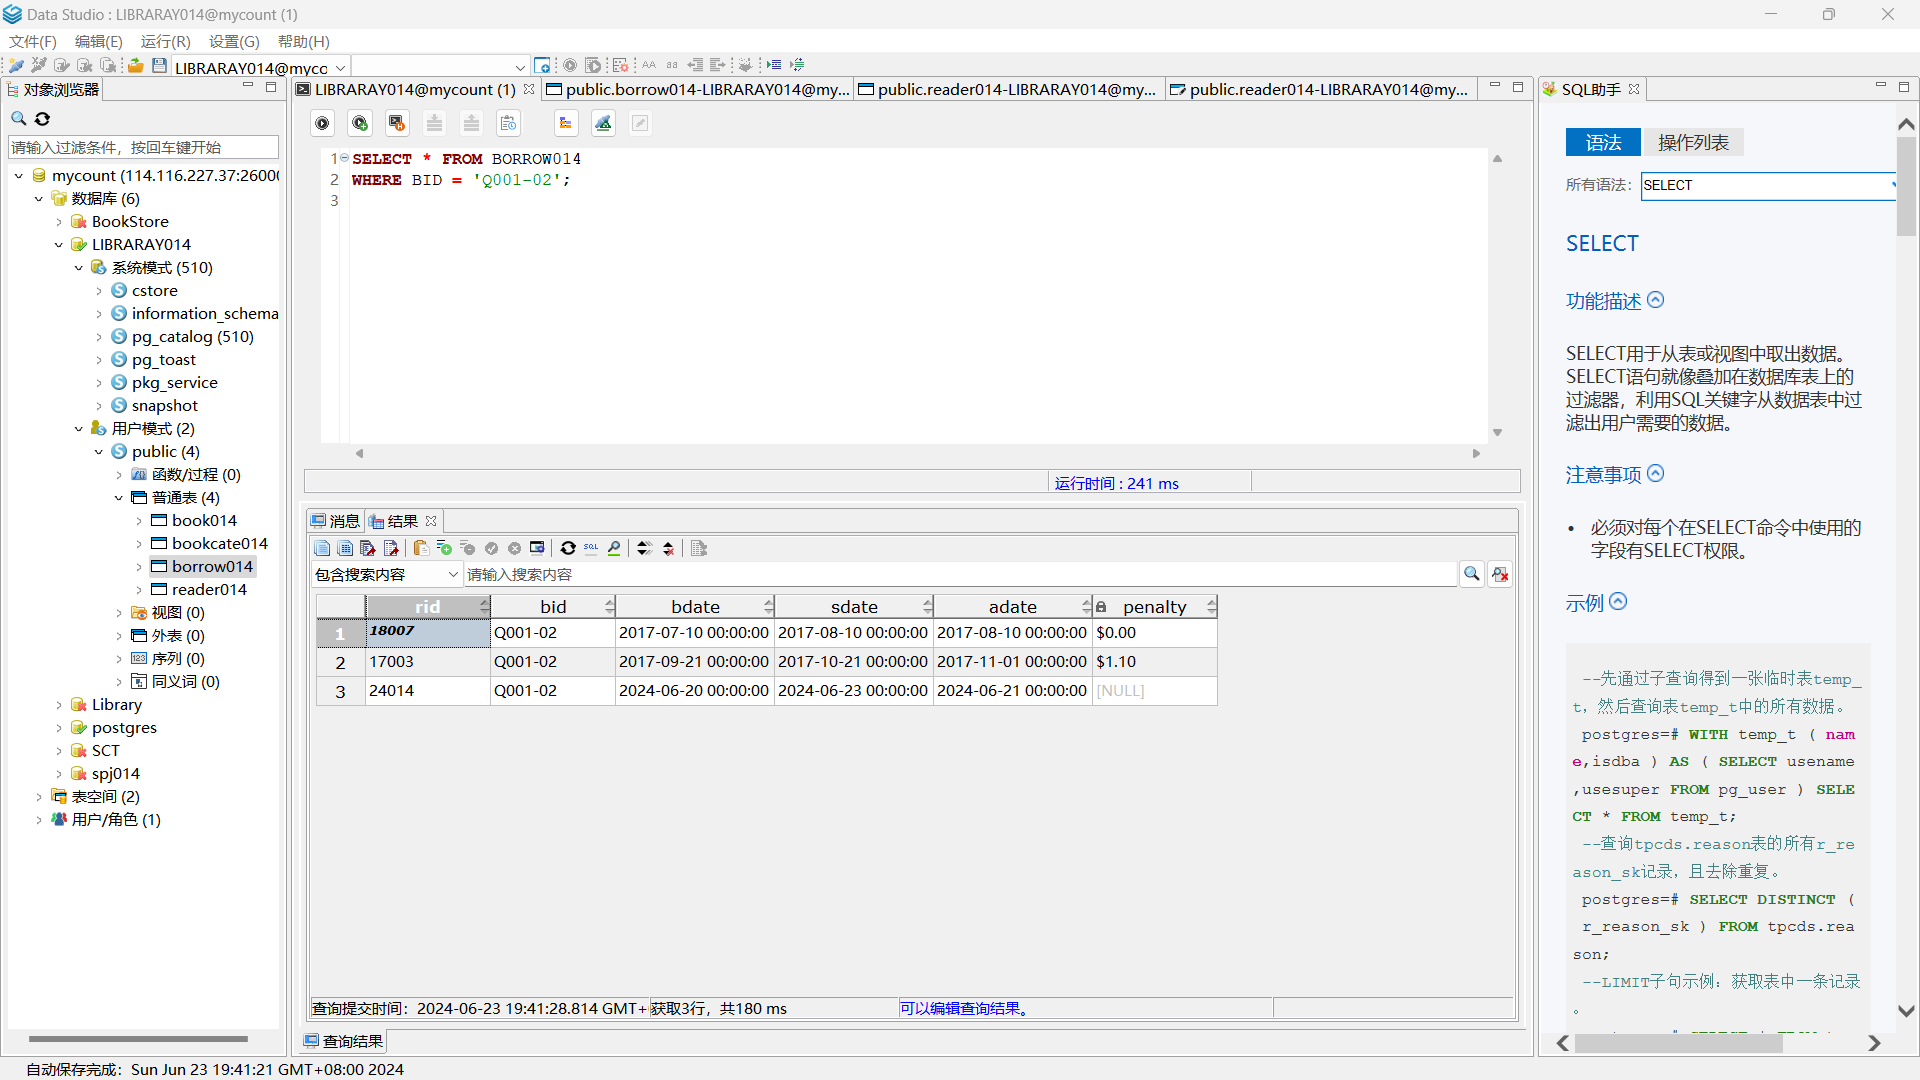 Data Studio : LIBRARAY014@mycount (1)
文件(F) 编辑(E) 运行(R) 设置(G) 帮助(H)
LIBRARAY014@myco
对象浏览器
请输入过滤条件，按回车键开始
mycount (114.116.227.37:2600
数据库 (6)
BookStore
LIBRARAY014
系统模式 (510)
cstore
information_schema
pg_catalog (510)
pg_toast
pkg_service
snapshot
用户模式 (2)
public (4)
函数/过程 (0)
普通表 (4)
book014
bookcate014
borrow014
reader014
视图 (0)
外表 (0)
序列 (0)
同义词 (0)
Library
postgres
SCT
spj014
表空间 (2)
用户/角色 (1)
LIBRARAY014@mycount (1) public.borrow014-LIBRARAY014@my... public.reader014-LIBRARAY014@my... public.reader014-LIBRARAY014@my...
1 SELECT * FROM BORROW014
2 WHERE BID = 'Q001-02';
3
运行时间 : 241 ms
消息 结果
包含搜索内容 请输入搜索内容
rid bid bdate sdate adate penalty
1 18007 Q001-02 2017-07-10 00:00:00 2017-08-10 00:00:00 2017-08-10 00:00:00 $0.00
2 17003 Q001-02 2017-09-21 00:00:00 2017-10-21 00:00:00 2017-11-01 00:00:00 $1.10
3 24014 Q001-02 2024-06-20 00:00:00 2024-06-23 00:00:00 2024-06-21 00:00:00 [NULL]
查询提交时间： 2024-06-23 19:41:28.814 GMT+ 获取3行，共180 ms 可以编辑查询结果。
查询结果
SQL助手
语法 操作列表
所有语法: SELECT
SELECT
功能描述
SELECT用于从表或视图中取出数据。
SELECT语句就像叠加在数据库表上的
过滤器，利用SQL关键字从数据表中过
滤出用户需要的数据。
注意事项
• 必须对每个在SELECT命令中使用的
字段有SELECT权限。
示例
--先通过子查询得到一张临时表temp_
t，然后查询表temp_t中的所有数据。
postgres=# WITH temp_t ( nam
e,isdba ) AS ( SELECT usename
,usesuper FROM pg_user ) SELE
CT * FROM temp_t;
--查询tpcds.reason表的所有r_re
ason_sk记录，且去除重复。
postgres=# SELECT DISTINCT (
r_reason_sk ) FROM tpcds.rea
son;
--LIMIT子句示例：获取表中一条记录
。
自动保存完成：Sun Jun 23 19:41:21 GMT+08:00 2024